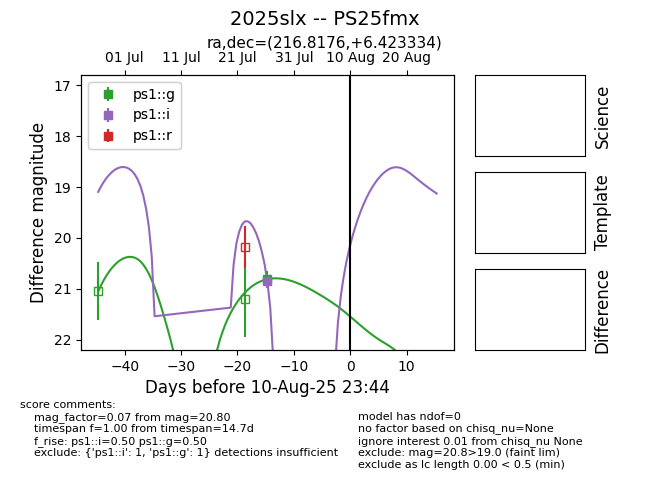 2025slx -- PS25fmx
ra,dec=(216.8176,+6.423334)
01 Jul 11 Jul 21 Jul 31 Jul 10 Aug 20 Aug
17
18
19
20
21
22
Difference magnitude
ps1::g
ps1::i
ps1::r
−40 −30 −20 −10 0 10
Days before 10-Aug-25 23:44
Science
Template
Difference
score comments:
mag_factor=0.07 from mag=20.80
timespan f=1.00 from timespan=14.7d
f_rise: ps1::i=0.50 ps1::g=0.50
exclude: {'ps1::i': 1, 'ps1::g': 1} detections insufficient
model has ndof=0
no factor based on chisq_nu=None
ignore interest 0.01 from chisq_nu None
exclude: mag=20.8>19.0 (faint lim)
exclude as lc length 0.00 < 0.5 (min)